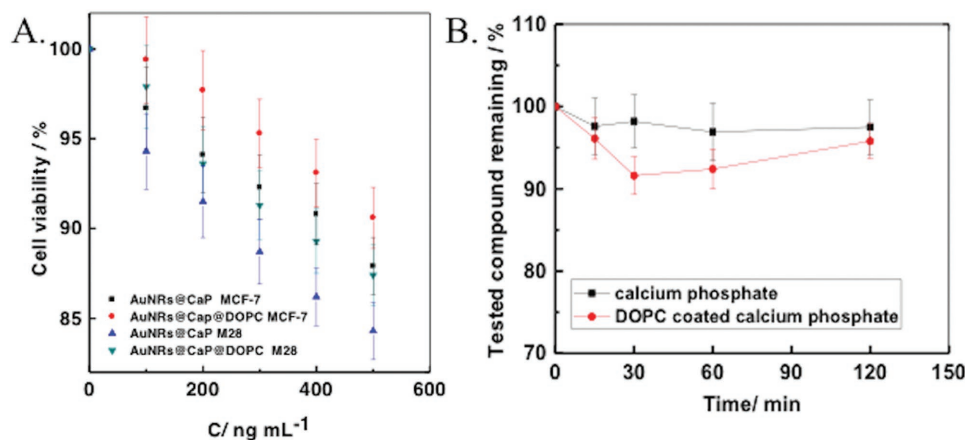 A.
Cell viability / %
100
95
90
85
AuNRs@CaP MCF-7
AuNRs@Cap@DOPC MCF-7
AuNRs@CaP M28
AuNRs@CaP@DOPC M28
0 200 400 600
C/ ng mL⁻¹
B.
Tested compound remaining / %
120
110
100
90
80
70
calcium phosphate
DOPC coated calcium phosphate
0 30 60 90 120 150
Time/ min